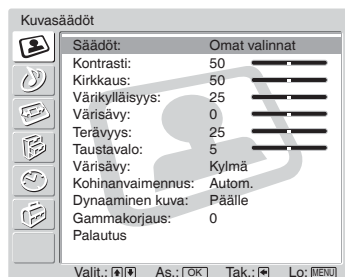 Kuvasäädöt
Säädöt: Omat valinnat
Kontrasti: 50
Kirkkaus: 50
Värikylläisyys: 25
Värisävy: 0
Terävyys: 25
Taustavalo: 5
Värisävy: Kylmä
Kohinanvaimennus: Autom.
Dynaaminen kuva: Päälle
Gammakorjaus: 0
Palautus
Valit.: As.: OK Tak.: Lo: MENU